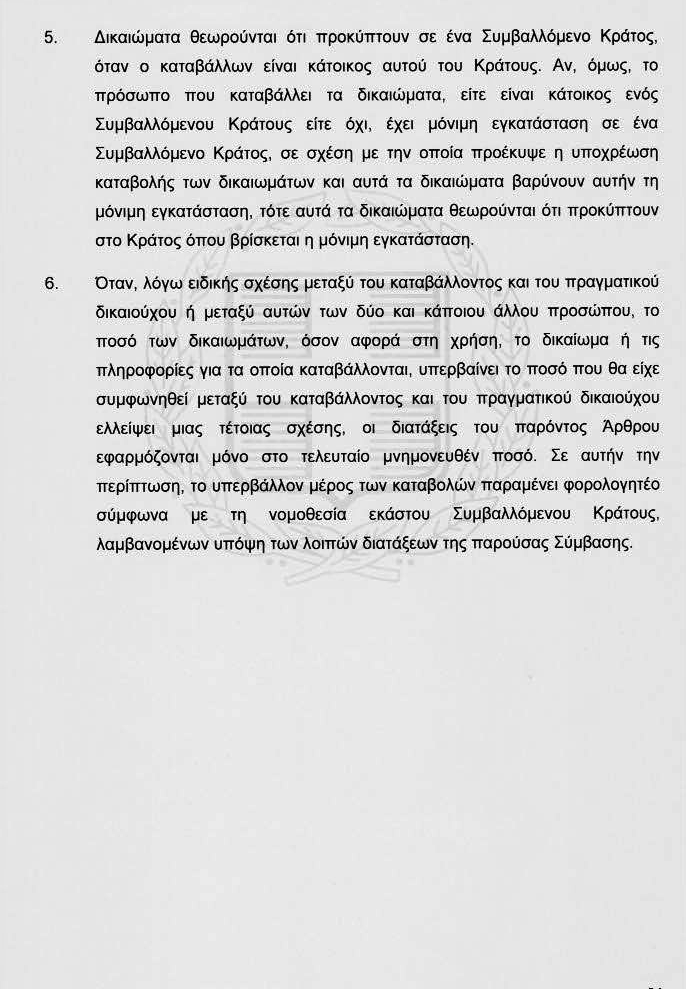 5. Δικαιώματα θεωρούνται ότι προκύπτουν σε ένα Συμβαλλόμενο Κράτος,
όταν ο καταβάλλων είναι κάτοικος αυτού του Κράτους. Αν, όμως, το
πρόσωπο που καταβάλλει τα δικαιώματα, είτε είναι κάτοικος ενός
Συμβαλλόμενου Κράτους είτε όχι, έχει μόνιμη εγκατάσταση σε ένα
Συμβαλλόμενο Κράτος, σε σχέση με την οποία προέκυψε η υποχρέωση
καταβολής των δικαιωμάτων και αυτά τα δικαιώματα βαρύνουν αυτήν τη
μόνιμη εγκατάσταση, τότε αυτά τα δικαιώματα θεωρούνται ότι προκύπτουν
στο Κράτος όπου βρίσκεται η μόνιμη εγκατάσταση.
6. Όταν, λόγω ειδικής σχέσης μεταξύ του καταβάλλοντος και του πραγματικού
δικαιούχου ή μεταξύ αυτών των δύο και κάποιου άλλου προσώπου, το
ποσό των δικαιωμάτων, όσον αφορά στη χρήση, το δικαίωμα ή τις
πληροφορίες για τα οποία καταβάλλονται, υπερβαίνει το ποσό που θα είχε
συμφωνηθεί μεταξύ του καταβάλλοντος και του πραγματικού δικαιούχου
ελλείψει μιας τέτοιας σχέσης, οι διατάξεις του παρόντος Άρθρου
εφαρμόζονται μόνο στο τελευταίο μνημονευθέν ποσό. Σε αυτήν την
περίπτωση, το υπερβάλλον μέρος των καταβολών παραμένει φορολογητέο
σύμφωνα με τη νομοθεσία εκάστου Συμβαλλόμενου Κράτους,
λαμβανομένων υπόψη των λοιπών διατάξεων της παρούσας Σύμβασης.